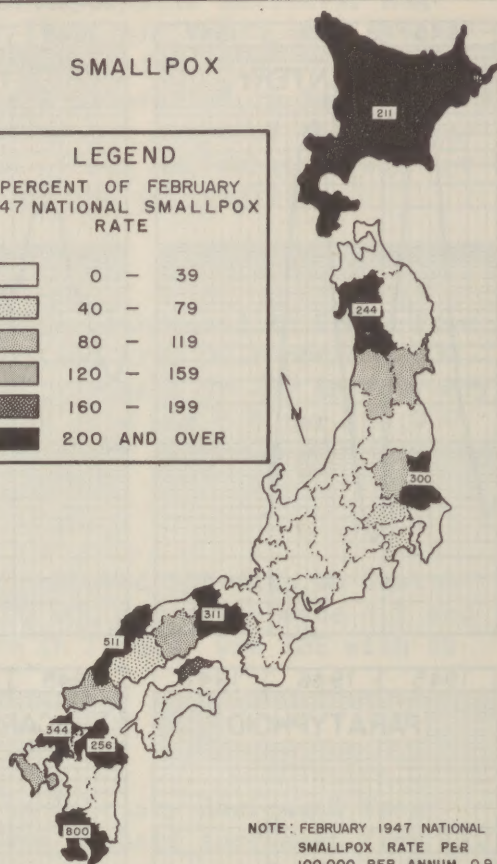 SMALLPOX
LEGEND
PERCENT OF FEBRUARY
47 NATIONAL SMALLPOX
RATE
0 – 39
40 – 79
80 – 119
120 – 159
160 – 199
200 AND OVER
211
244
N
300
311
511
344
256
800
NOTE: FEBRUARY 1947 NATIONAL
SMALLPOX RATE PER
100,000 PER ANNUM